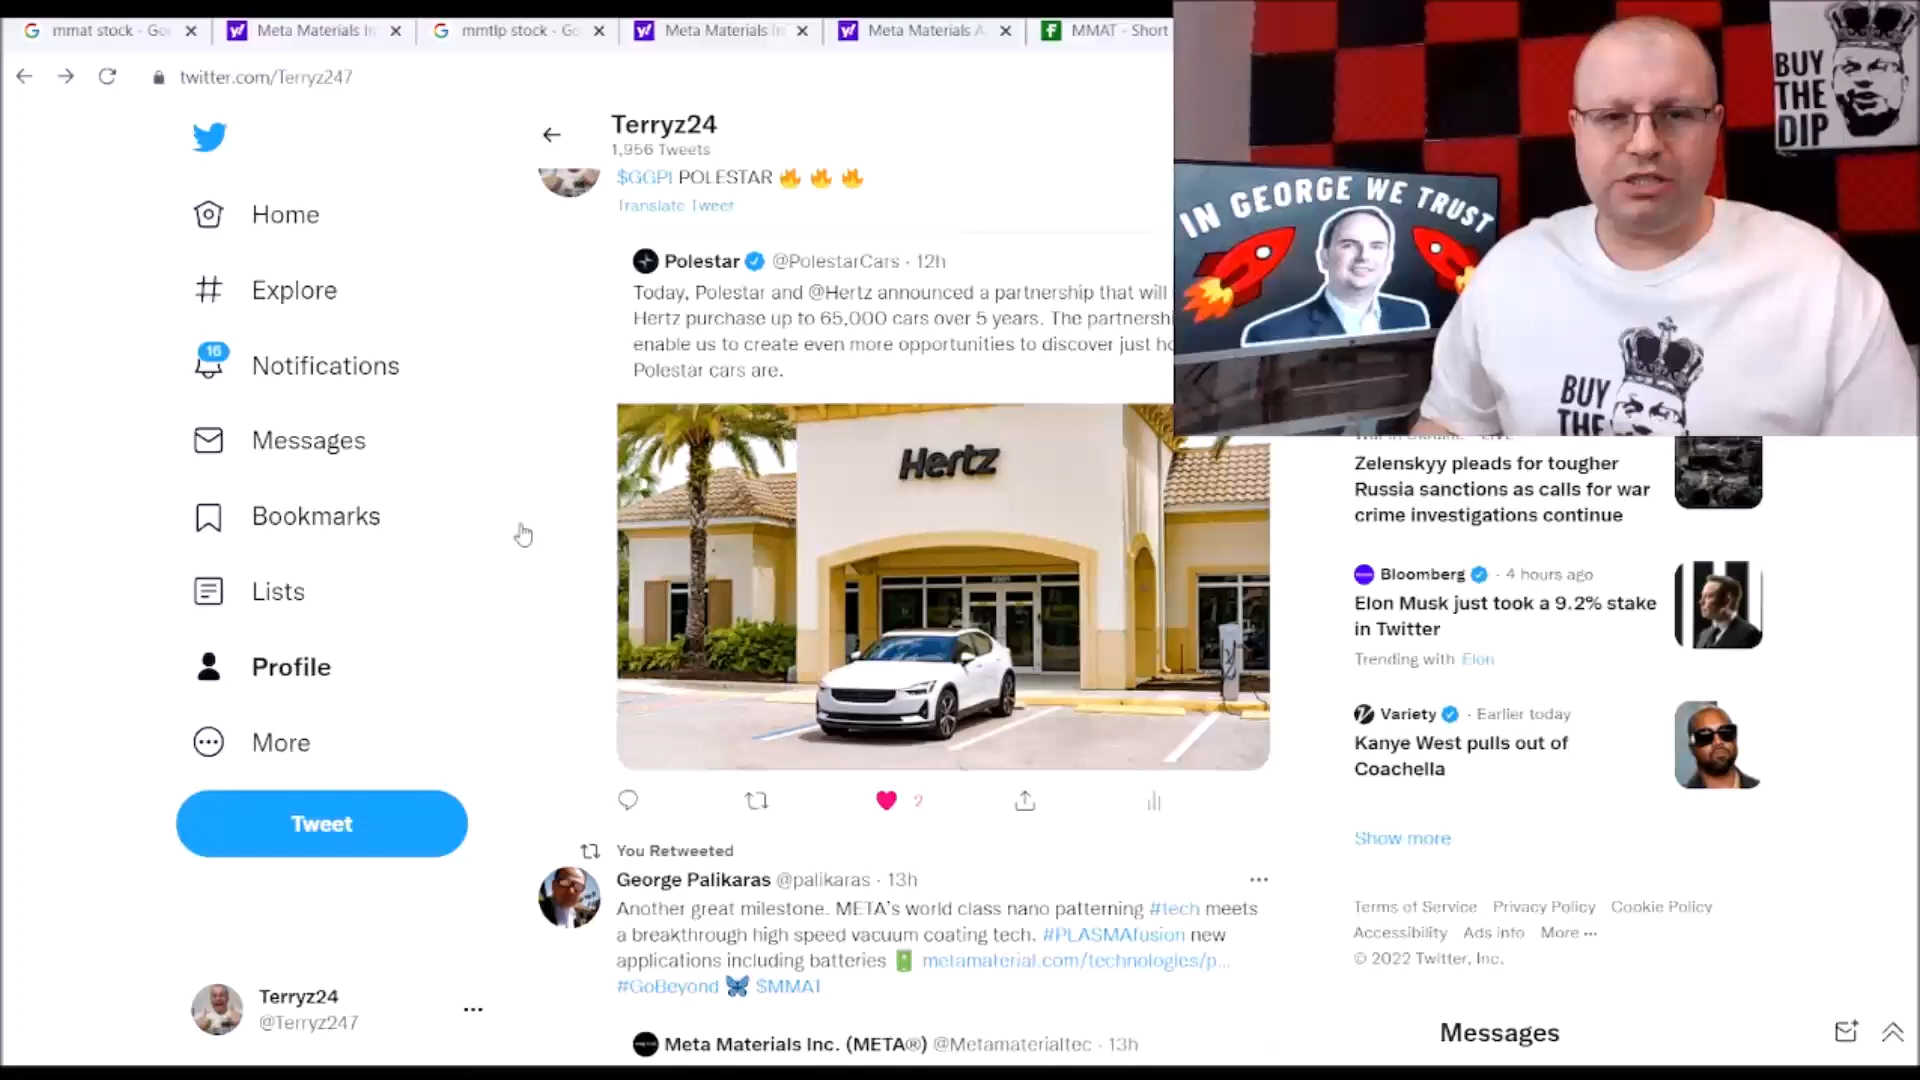 mmat stock - Go
Meta Materials I
mmtlp stock - G
Meta Materials In
Meta Materials A
MMAT - Short
twitter.com/Terryz247
Terryz24
1,956 Tweets
$GGPI POLESTAR 🔥 🔥 🔥
Translate Tweet
Home
Explore
16
Notifications
Messages
Bookmarks
Lists
Profile
More
Tweet
Terryz24
@Terryz247
Polestar @PolestarCars · 12h
Today, Polestar and @Hertz announced a partnership that will
Hertz purchase up to 65,000 cars over 5 years. The partnershi
enable us to create even more opportunities to discover just ho
Polestar cars are.
Hertz
2
You Retweeted
George Palikaras @palikaras · 13h
Another great milestone. META's world class nano patterning #tech meets
a breakthrough high speed vacuum coating tech. #PLASMAfusion new
applications including batteries 🔋 metamaterial.com/technologies/p...
#GoBeyond 🦋 $MMAT
Meta Materials Inc. (META®) @Metamaterialtec · 13h
IN GEORGE WE TRUST
BUY
THE
DIP
BUY
THE
Zelenskyy pleads for tougher
Russia sanctions as calls for war
crime investigations continue
Bloomberg · 4 hours ago
Elon Musk just took a 9.2% stake
in Twitter
Trending with Elon
Variety · Earlier today
Kanye West pulls out of
Coachella
Show more
Terms of Service Privacy Policy Cookie Policy
Accessibility Ads info More ···
© 2022 Twitter, Inc.
Messages